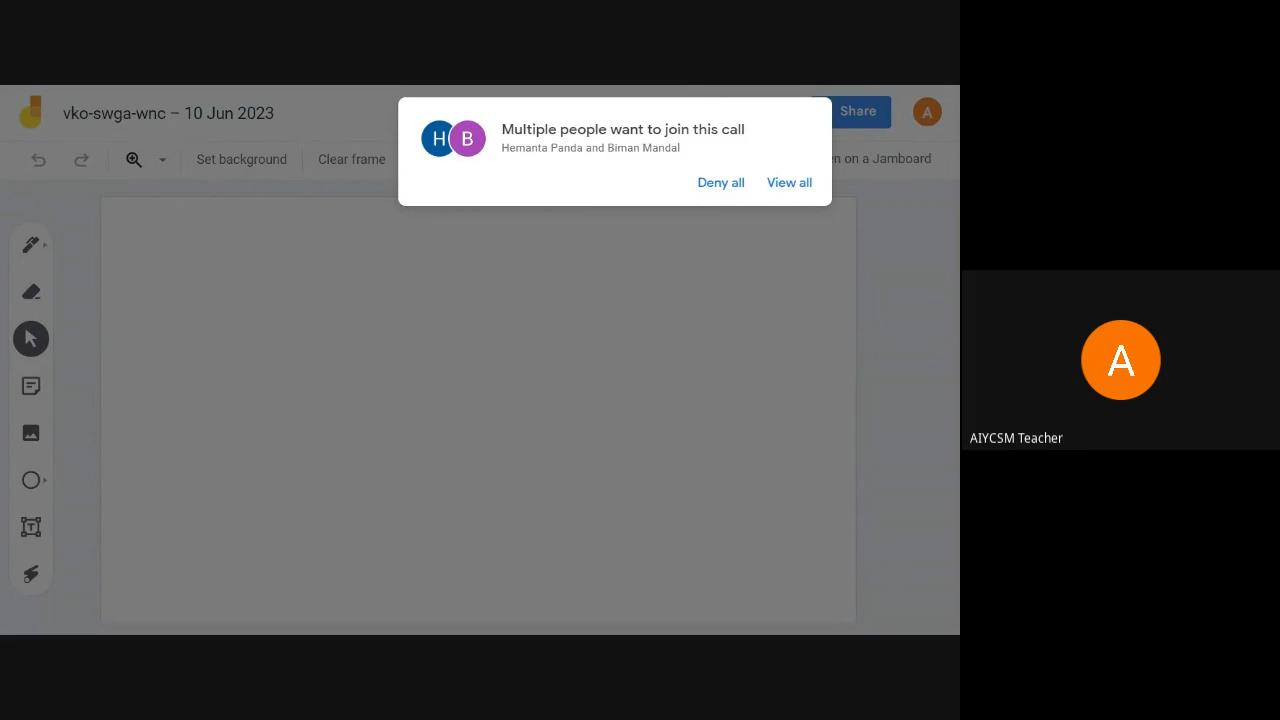 vko-swga-wnc – 10 Jun 2023
Share
A
Set background
Clear frame
en on a Jamboard
H
B
Multiple people want to join this call
Hemanta Panda and Biman Mandal
Deny all
View all
T
A
AIYCSM Teacher